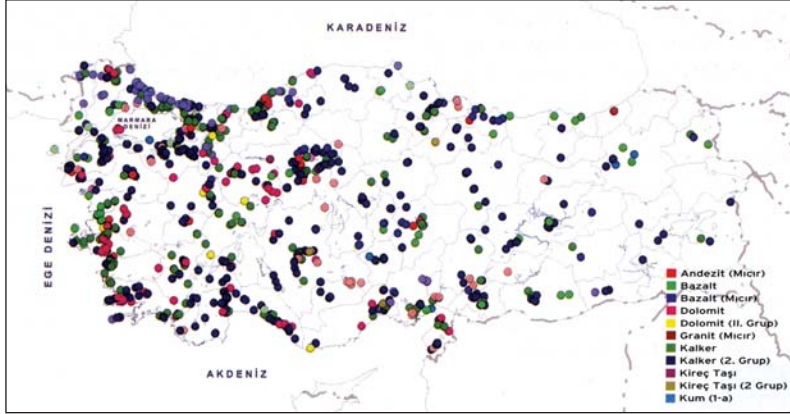 KARADENİZ
MARMARA
DENİZİ
EGE DENİZİ
AKDENİZ
Andezit (Mıcır)
Bazalt
Bazalt (Mıcır)
Dolomit
Dolomit (II. Grup)
Granit (Mıcır)
Kalker
Kalker (2. Grup)
Kireç Taşı
Kireç Taşı (2 Grup)
Kum (1-a)